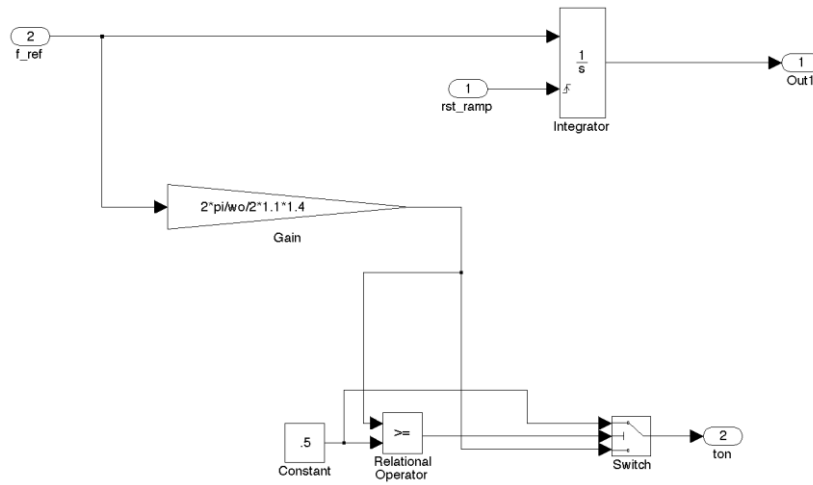 2
f_ref
1
rst_ramp
1
s
Integrator
1
Out1
2*pi/wo/2*1.1*1.4
Gain
.5
Constant
>=
Relational
Operator
Switch
2
ton